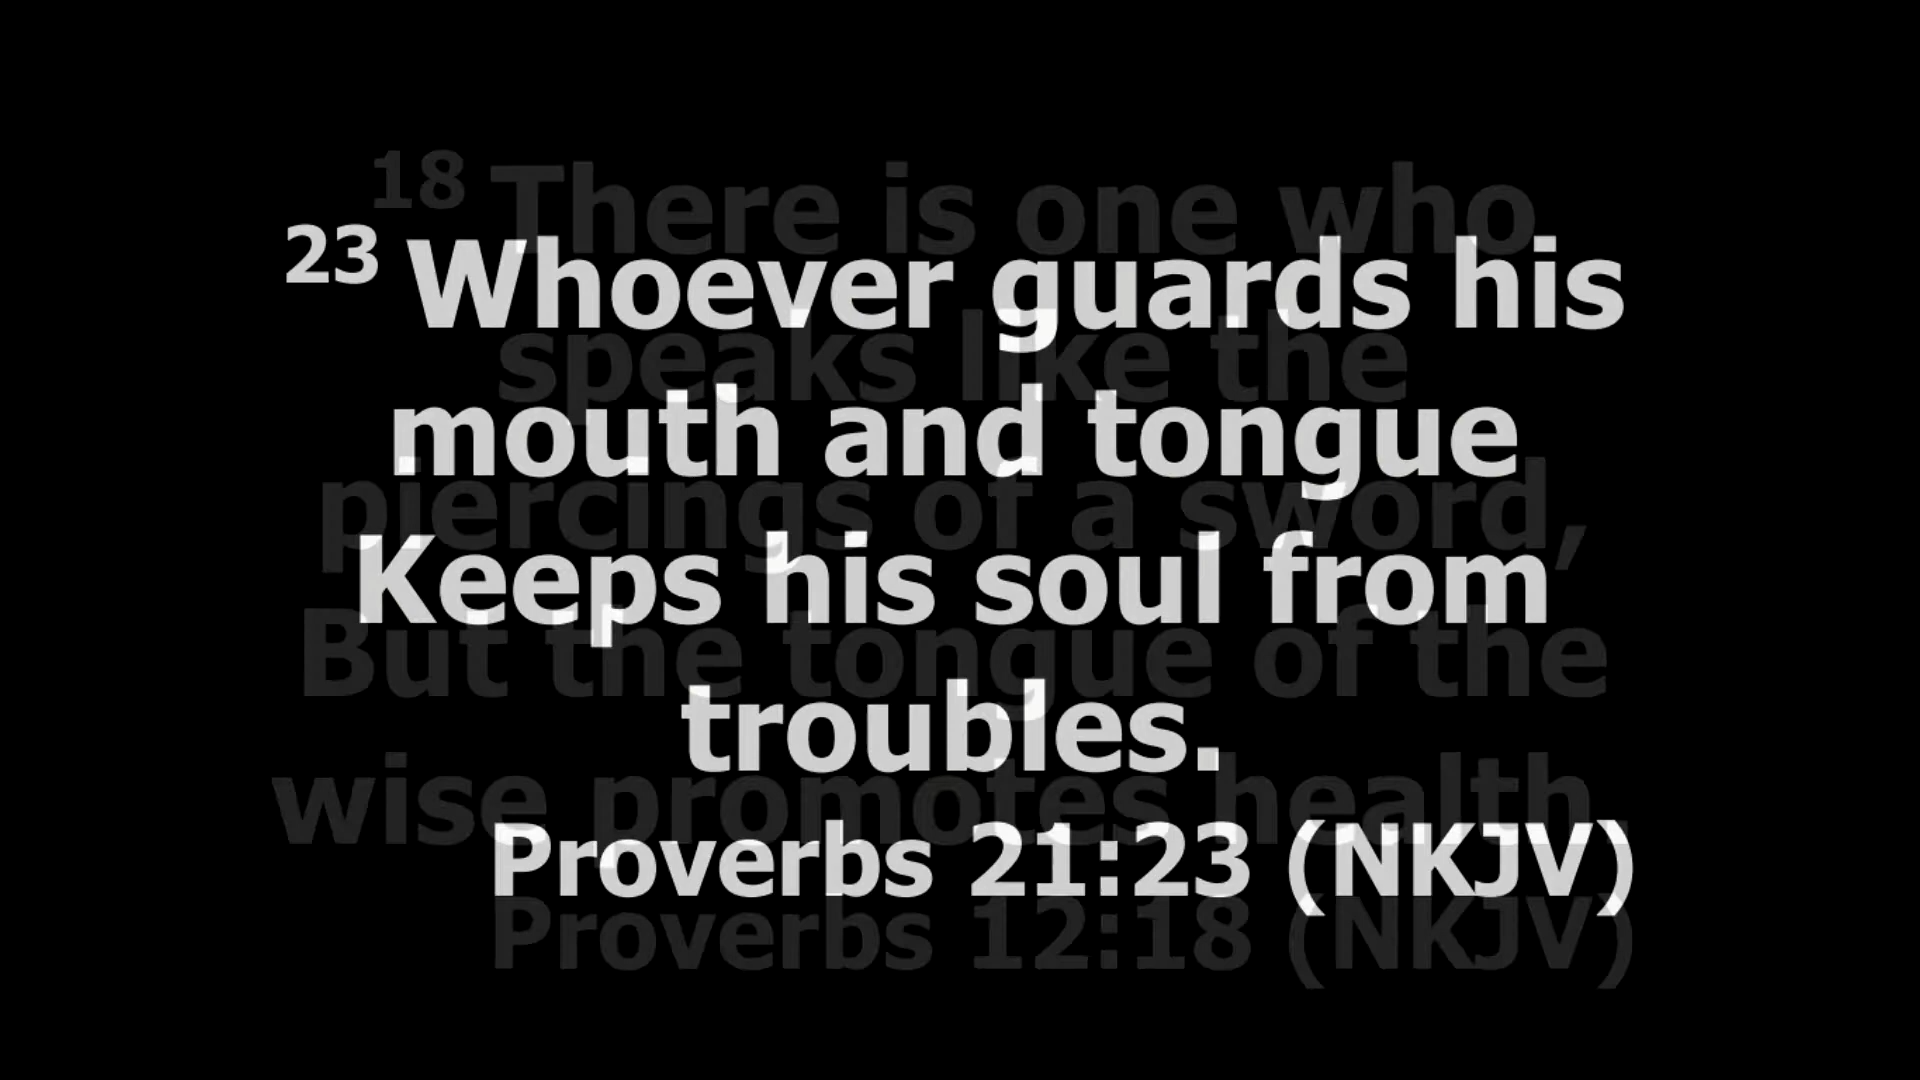 23 Whoever guards his
mouth and tongue
Keeps his soul from
troubles.
Proverbs 21:23 (NKJV)
18 There is one who
speaks like the
piercings of a sword,
But the tongue of the
wise promotes health.
Proverbs 12:18 (NKJV)